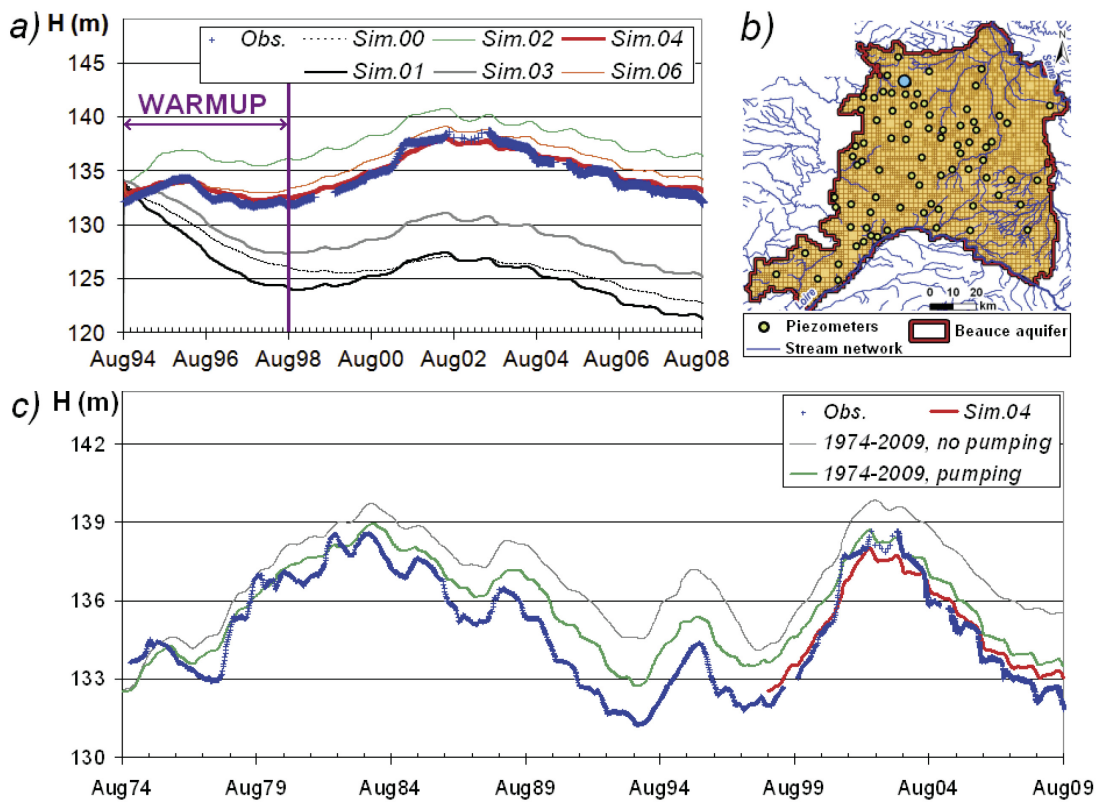 a) H (m)
Obs. Sim.00 Sim.02 Sim.04
Sim.01 Sim.03 Sim.06
WARMUP
145
140
135
130
125
120
Aug94 Aug96 Aug98 Aug00 Aug02 Aug04 Aug06 Aug08
b)
N
Seine
Loire
0 10 20
km
Piezometers Beauce aquifer
Stream network
c) H (m)
Obs. Sim.04
1974-2009, no pumping
1974-2009, pumping
142
139
136
133
130
Aug74 Aug79 Aug84 Aug89 Aug94 Aug99 Aug04 Aug09